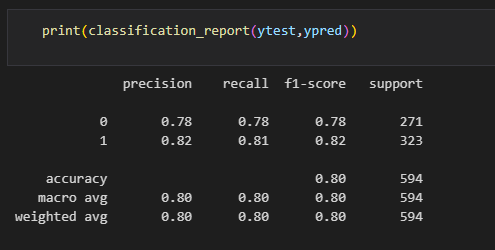 print(classification_report(ytest,ypred))
precision recall f1-score support
0 0.78 0.78 0.78 271
1 0.82 0.81 0.82 323
accuracy 0.80 594
macro avg 0.80 0.80 0.80 594
weighted avg 0.80 0.80 0.80 594